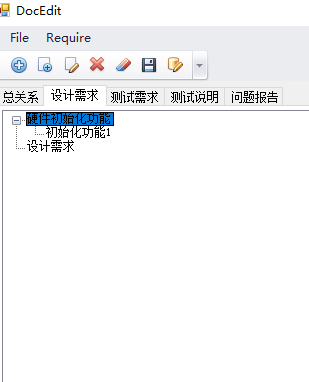 DocEdit
File Require
总关系 设计需求 测试需求 测试说明 问题报告
硬件初始化功能
初始化功能1
设计需求